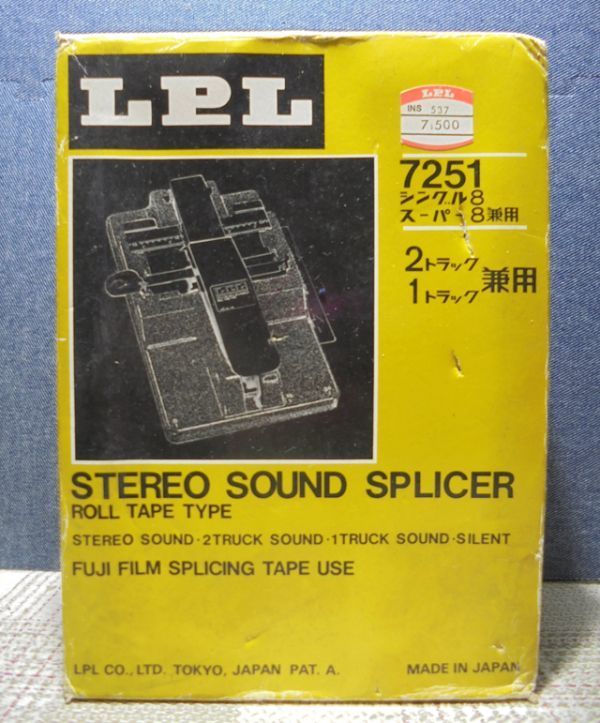 LPL
LPL
INS 537
7,500
7251
シングル8
スーパー8兼用
2トラック
1トラック
兼用
LPL
STEREO SOUND SPLICER
ROLL TAPE TYPE
STEREO SOUND·2TRUCK SOUND·1TRUCK SOUND·SILENT
FUJI FILM SPLICING TAPE USE
LPL CO., LTD. TOKYO, JAPAN PAT. A.
MADE IN JAPAN